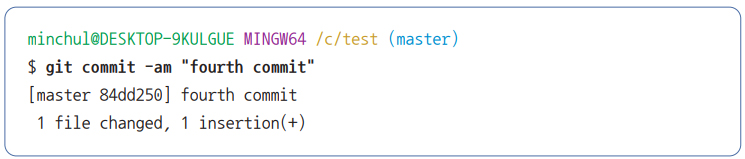 minchul@DESKTOP-9KULGUE MINGW64 /c/test (master)
$ git commit -am "fourth commit"
[master 84dd250] fourth commit
1 file changed, 1 insertion(+)